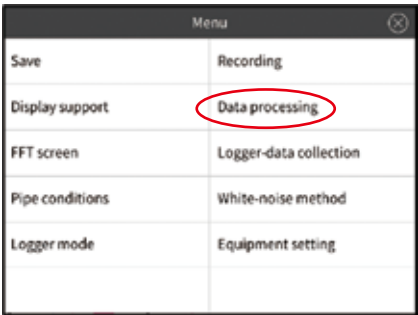 Menu
Save
Recording
Display support
Data processing
FFT screen
Logger-data collection
Pipe conditions
White-noise method
Logger mode
Equipment setting